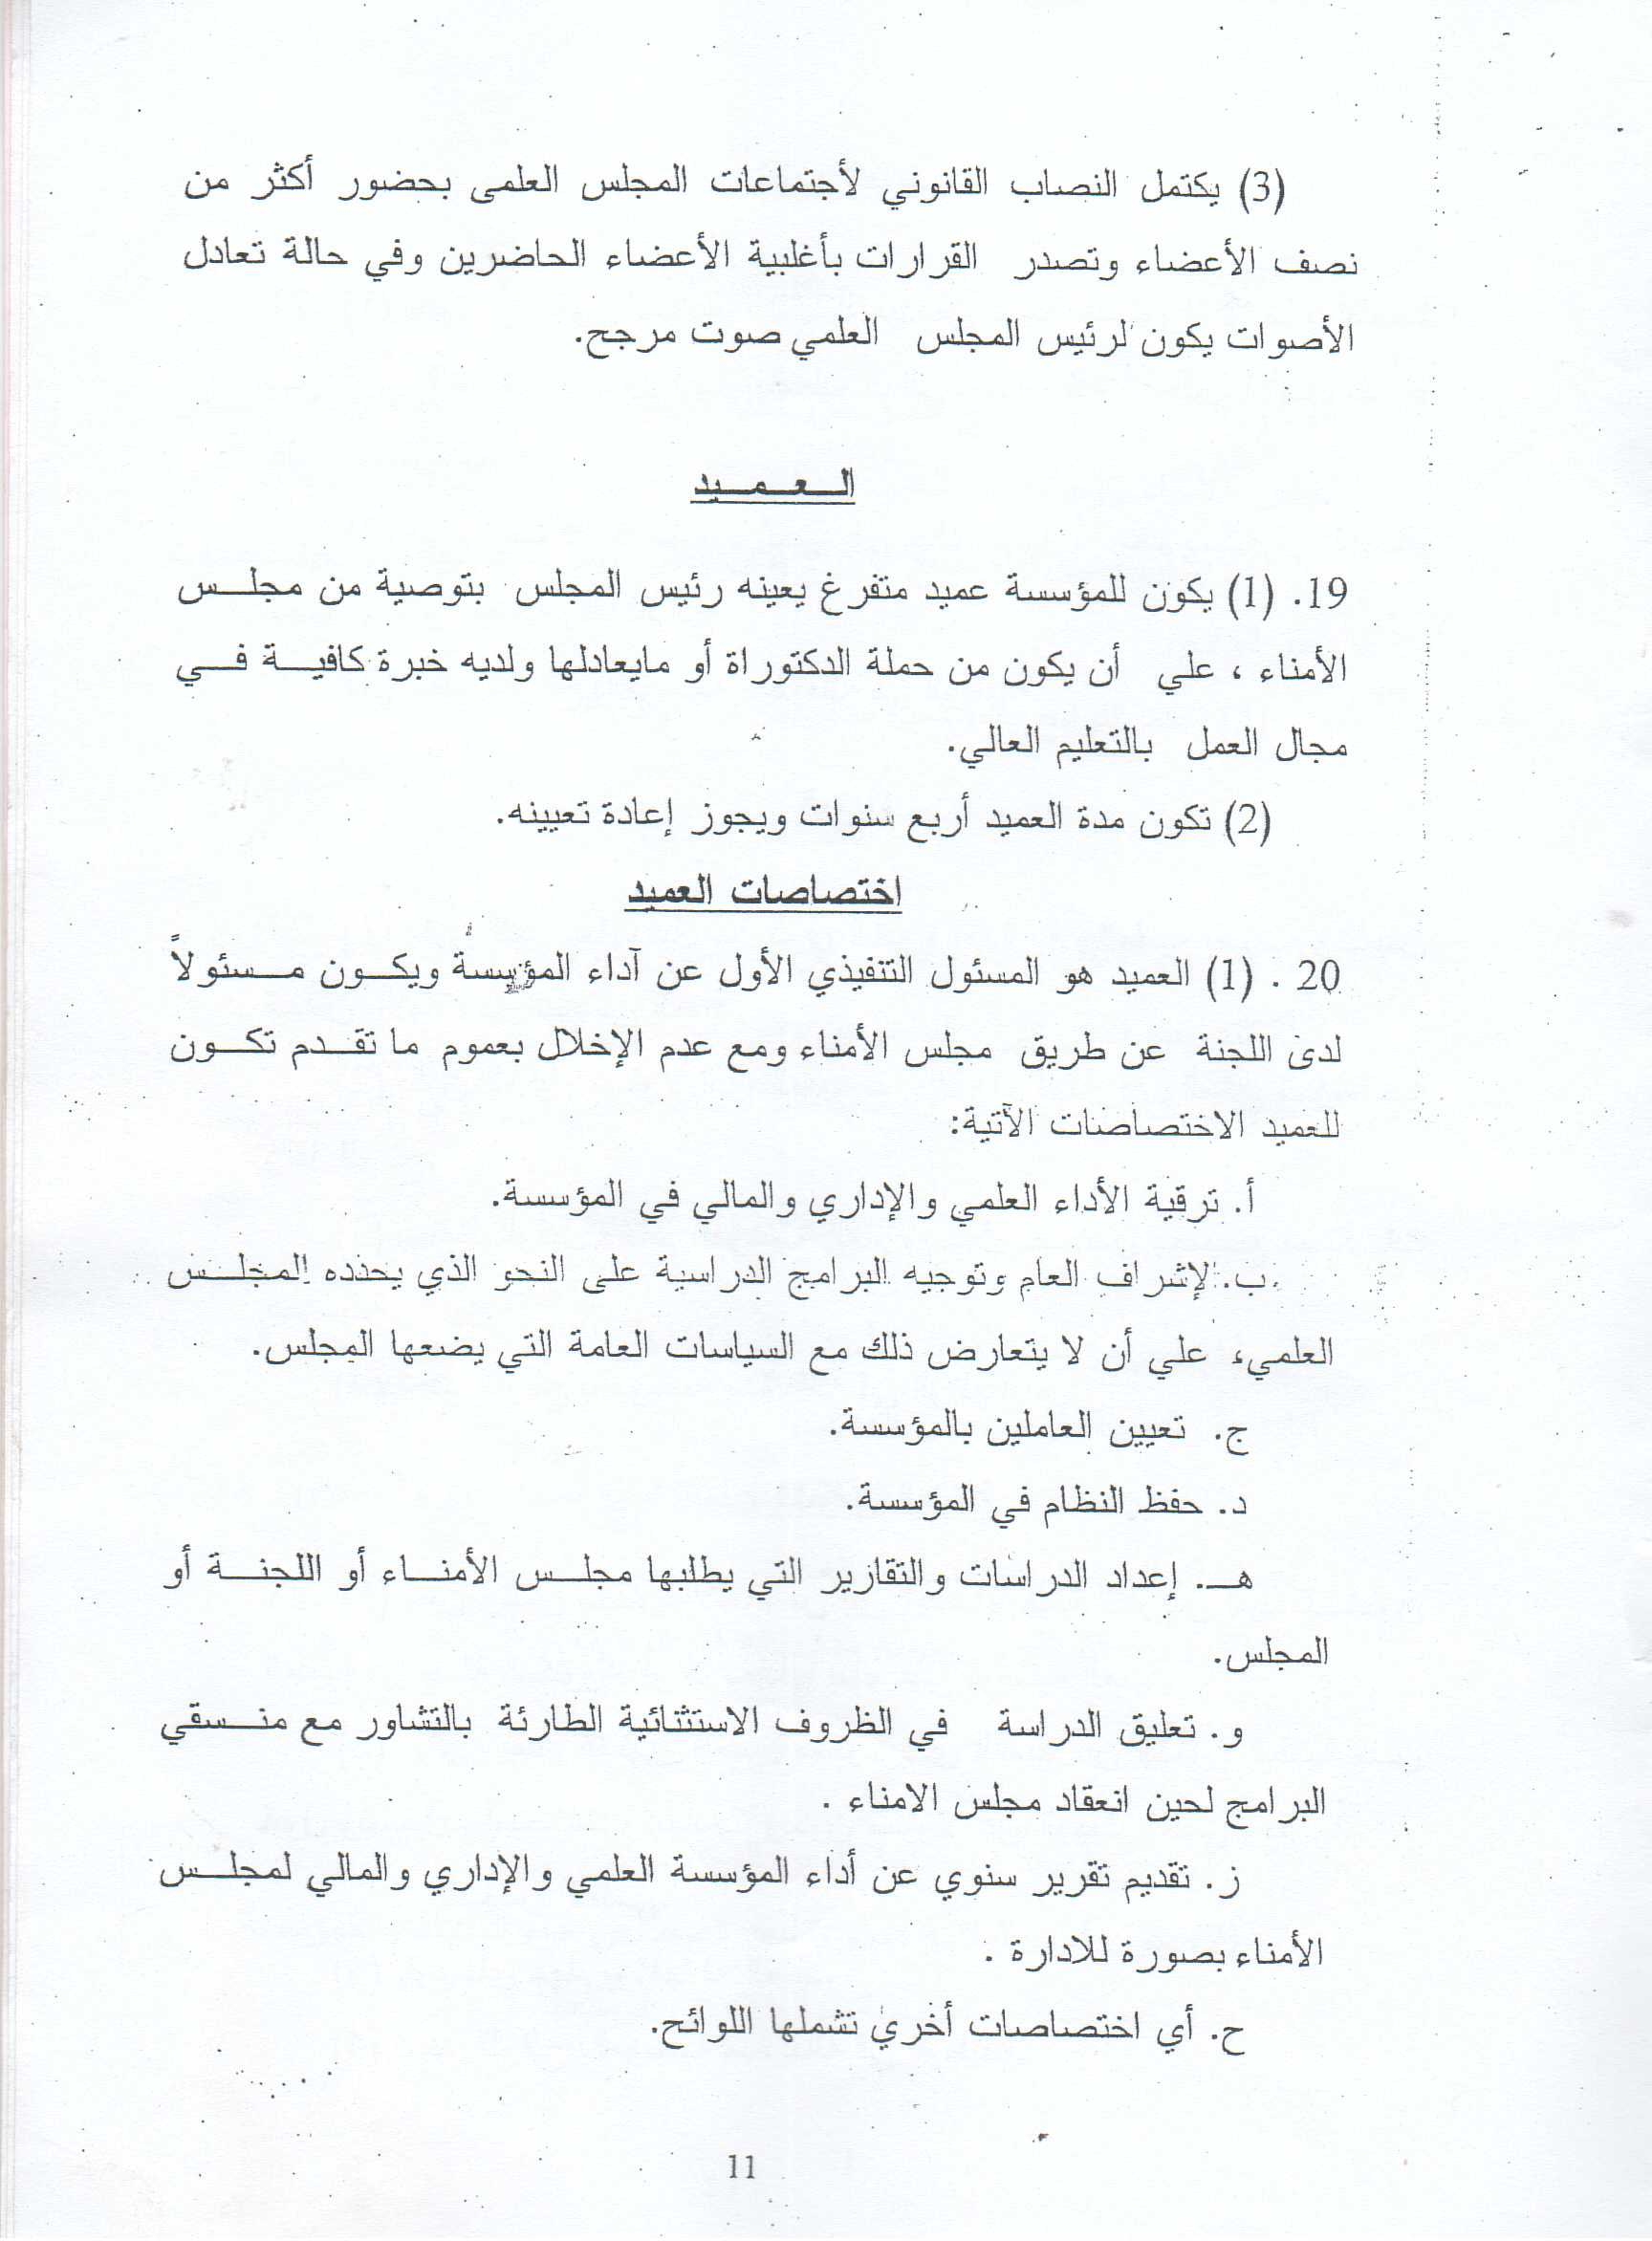 (3) يكتمل النصاب القانوني لأجتماعات المجلس العلمى بحضور أكثر من
نصف الأعضاء وتصدر القرارات بأغلبية الأعضاء الحاضرين وفي حالة تعادل
الأصوات يكون لرئيس المجلس العلمي صوت مرجح.
العميد
19. (1) يكون للمؤسسة عميد متفرغ يعينه رئيس المجلس بتوصية من مجلس
الأمناء ، علي أن يكون من حملة الدكتوراة أو مايعادلها ولديه خبرة كافية في
مجال العمل بالتعليم العالي.
(2) تكون مدة العميد أربع سنوات ويجوز إعادة تعيينه.
اختصاصات العميد
20 . (1) العميد هو المسئول التنفيذي الأول عن آداء المؤسسة ويكون مسئولاً
لدى اللجنة عن طريق مجلس الأمناء ومع عدم الإخلال بعموم ما تقدم تكون
للعميد الاختصاصات الآتية:
أ. ترقية الأداء العلمي والإداري والمالي في المؤسسة.
ب. الإشراف العام وتوجيه البرامج الدراسية على النحو الذي يحدده المجلس
العلمي، علي أن لا يتعارض ذلك مع السياسات العامة التي يضعها المجلس.
ج. تعيين العاملين بالمؤسسة.
د. حفظ النظام في المؤسسة.
هـ. إعداد الدراسات والتقارير التي يطلبها مجلس الأمناء أو اللجنة أو
المجلس.
و. تعليق الدراسة في الظروف الاستثنائية الطارئة بالتشاور مع منسقي
البرامج لحين انعقاد مجلس الامناء .
ز. تقديم تقرير سنوي عن أداء المؤسسة العلمي والإداري والمالي لمجلس
الأمناء بصورة للادارة .
ح. أي اختصاصات أخري تشملها اللوائح.
11